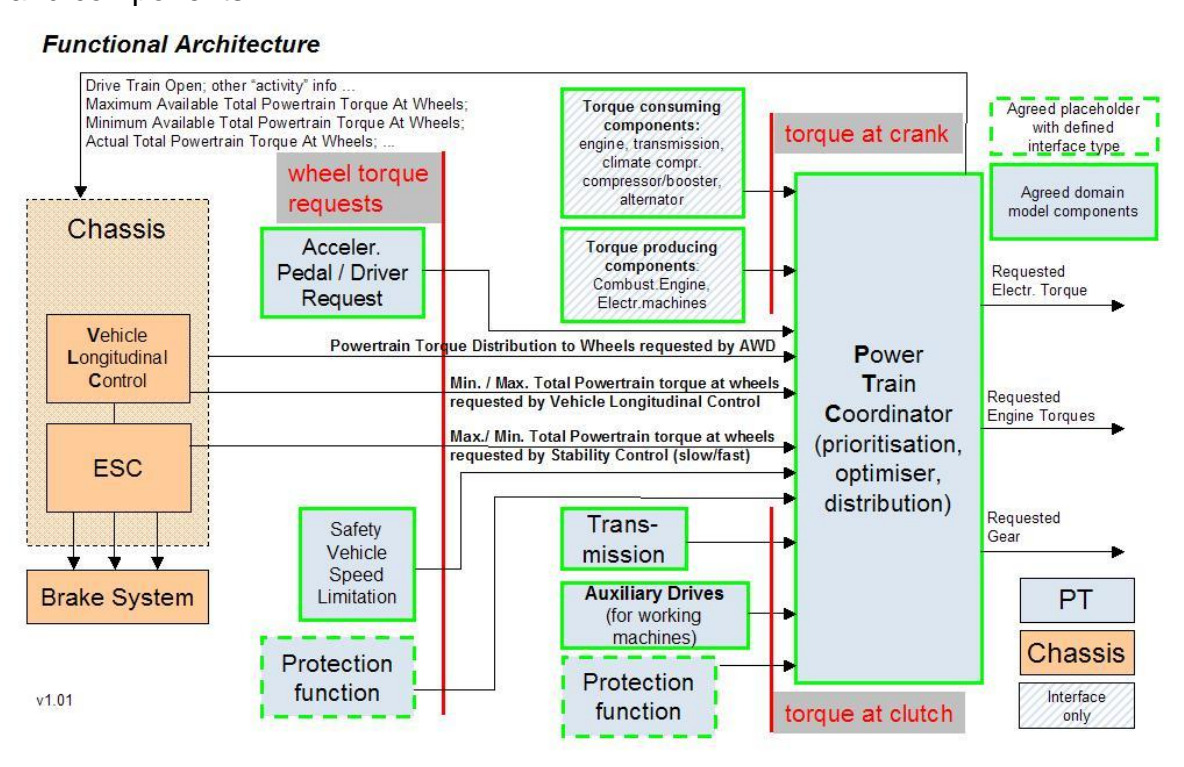 Functional Architecture
Drive Train Open; other “activity” info ...
Maximum Available Total Powertrain Torque At Wheels;
Minimum Available Total Powertrain Torque At Wheels;
Actual Total Powertrain Torque At Wheels; ...
wheel torque
requests
Chassis
Vehicle
Longitudinal
Control
ESC
Brake System
v1.01
Acceler.
Pedal / Driver
Request
Safety
Vehicle
Speed
Limitation
Protection
function
Torque consuming
components:
engine, transmission,
climate compr.
compressor/booster,
alternator
Torque producing
components:
Combust.Engine,
Electr.machines
torque at crank
Powertrain Torque Distribution to Wheels requested by AWD
Min. / Max. Total Powertrain torque at wheels
requested by Vehicle Longitudinal Control
Max./ Min. Total Powertrain torque at wheels
requested by Stability Control (slow/fast)
Trans-
mission
Auxiliary Drives
(for working
machines)
Protection
function
torque at clutch
Power
Train
Coordinator
(prioritisation,
optimiser,
distribution)
Agreed placeholder
with defined
interface type
Agreed domain
model components
Requested
Electr. Torque
Requested
Engine Torques
Requested
Gear
PT
Chassis
Interface
only